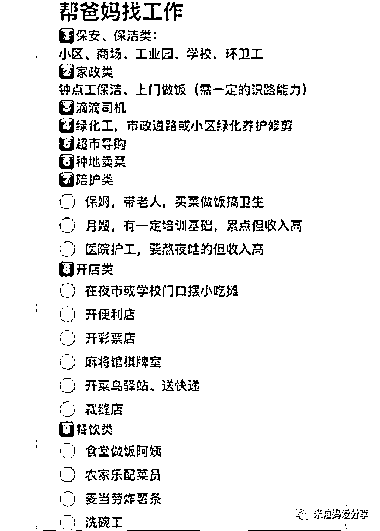 帮爸妈找工作
1 保安、保洁类:
小区、商场、工业园、学校、环卫工
2 家政类
钟点工保洁、上门做饭(需一定的识路能力)
3 滴滴司机
4 绿化工,市政道路或小区绿化养护修剪
5 超市导购
6 种地卖菜
7 陪护类
保姆,带老人,买菜做饭搞卫生
月嫂,有一定培训基础,累点但收入高
医院护工,要熬夜啥的但收入高
8 开店类
在夜市或学校门口摆小吃摊
开便利店
开彩票店
麻将馆棋牌室
开菜鸟驿站、送快递
裁缝店
9 餐饮类
食堂做饭阿姨
农家乐配菜员
麦当劳炸薯条
洗碗工